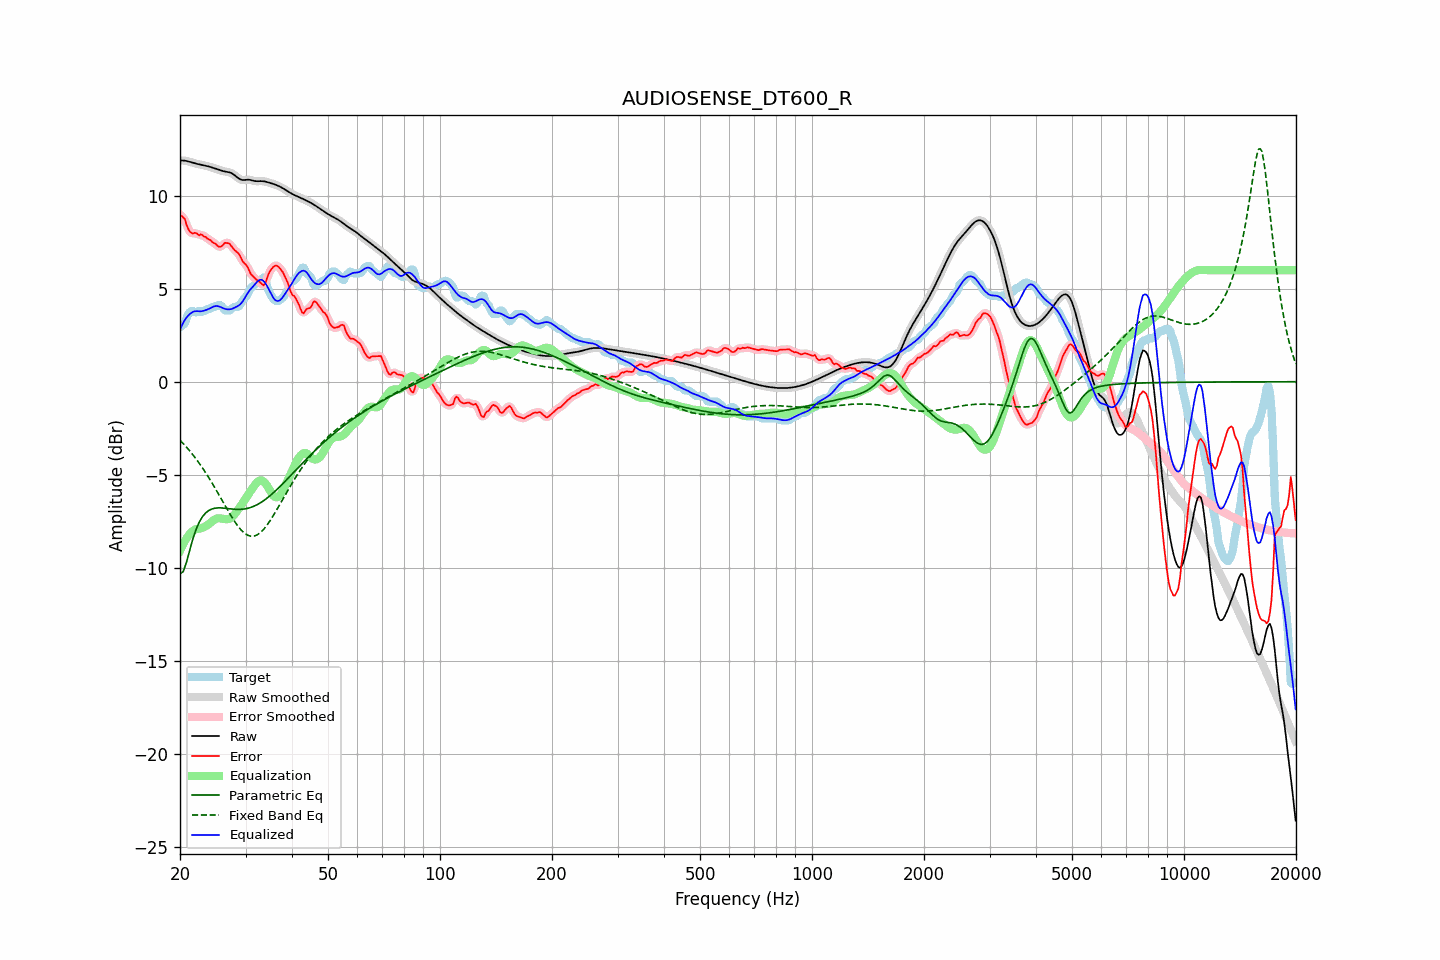 AUDIOSENSE_DT600_R
Amplitude (dBr)
10
5
0
−5
−10
−15
−20
−25
Target
Raw Smoothed
Error Smoothed
Raw
Error
Equalization
Parametric Eq
Fixed Band Eq
Equalized
20 50 100 200 500 1000 2000 5000 10000 20000
Frequency (Hz)